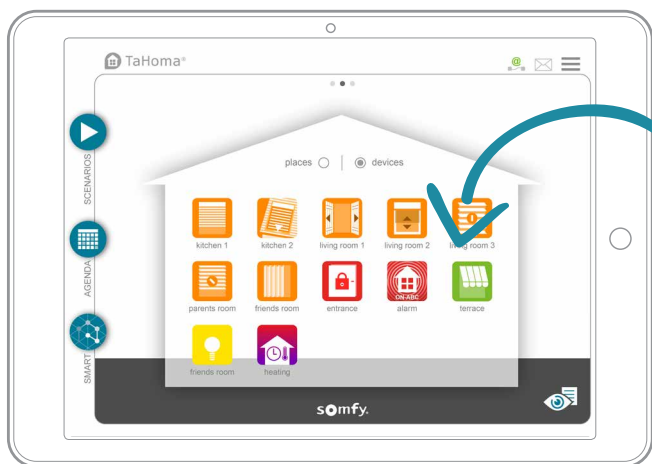 TaHoma®
@
places devices
kitchen 1 kitchen 2 living room 1 living room 2 living room 3
parents room friends room entrance alarm terrace
ON-ABC
friends room heating
SCENARIOS
AGENDA
SMART
somfy.